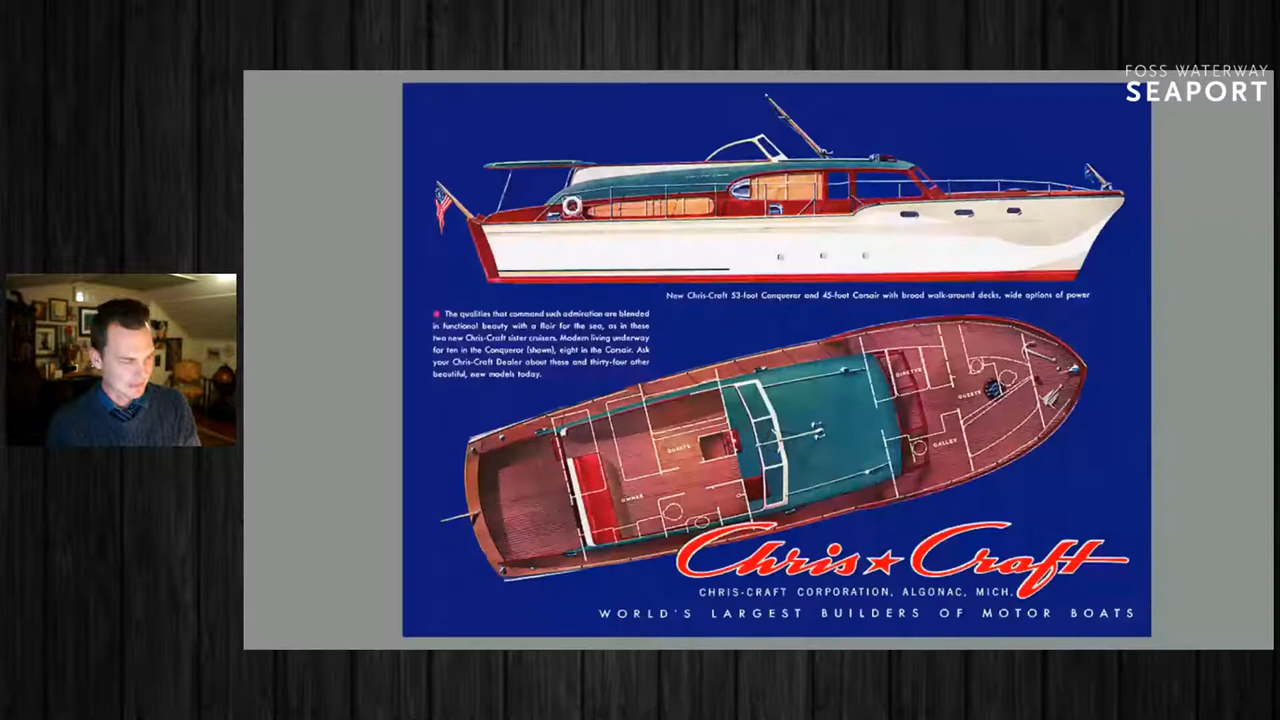 FOSS WATERWAY
SEAPORT
New Chris-Craft 53-foot Conqueror and 45-foot Corsair with broad walk-around decks, wide options of power
The qualities that command such admiration are blended
in functional beauty with a flair for the sea, as in these
two new Chris-Craft sister cruisers. Modern living underway
for ten in the Conqueror (shown), eight in the Corsair. Ask
your Chris-Craft Dealer about these and thirty-four other
beautiful, new models today.
DINETTE
GUESTS
GALLEY
GUESTS
OWNER
Chris★Craft
CHRIS-CRAFT CORPORATION, ALGONAC, MICH.
WORLD'S LARGEST BUILDERS OF MOTOR BOATS